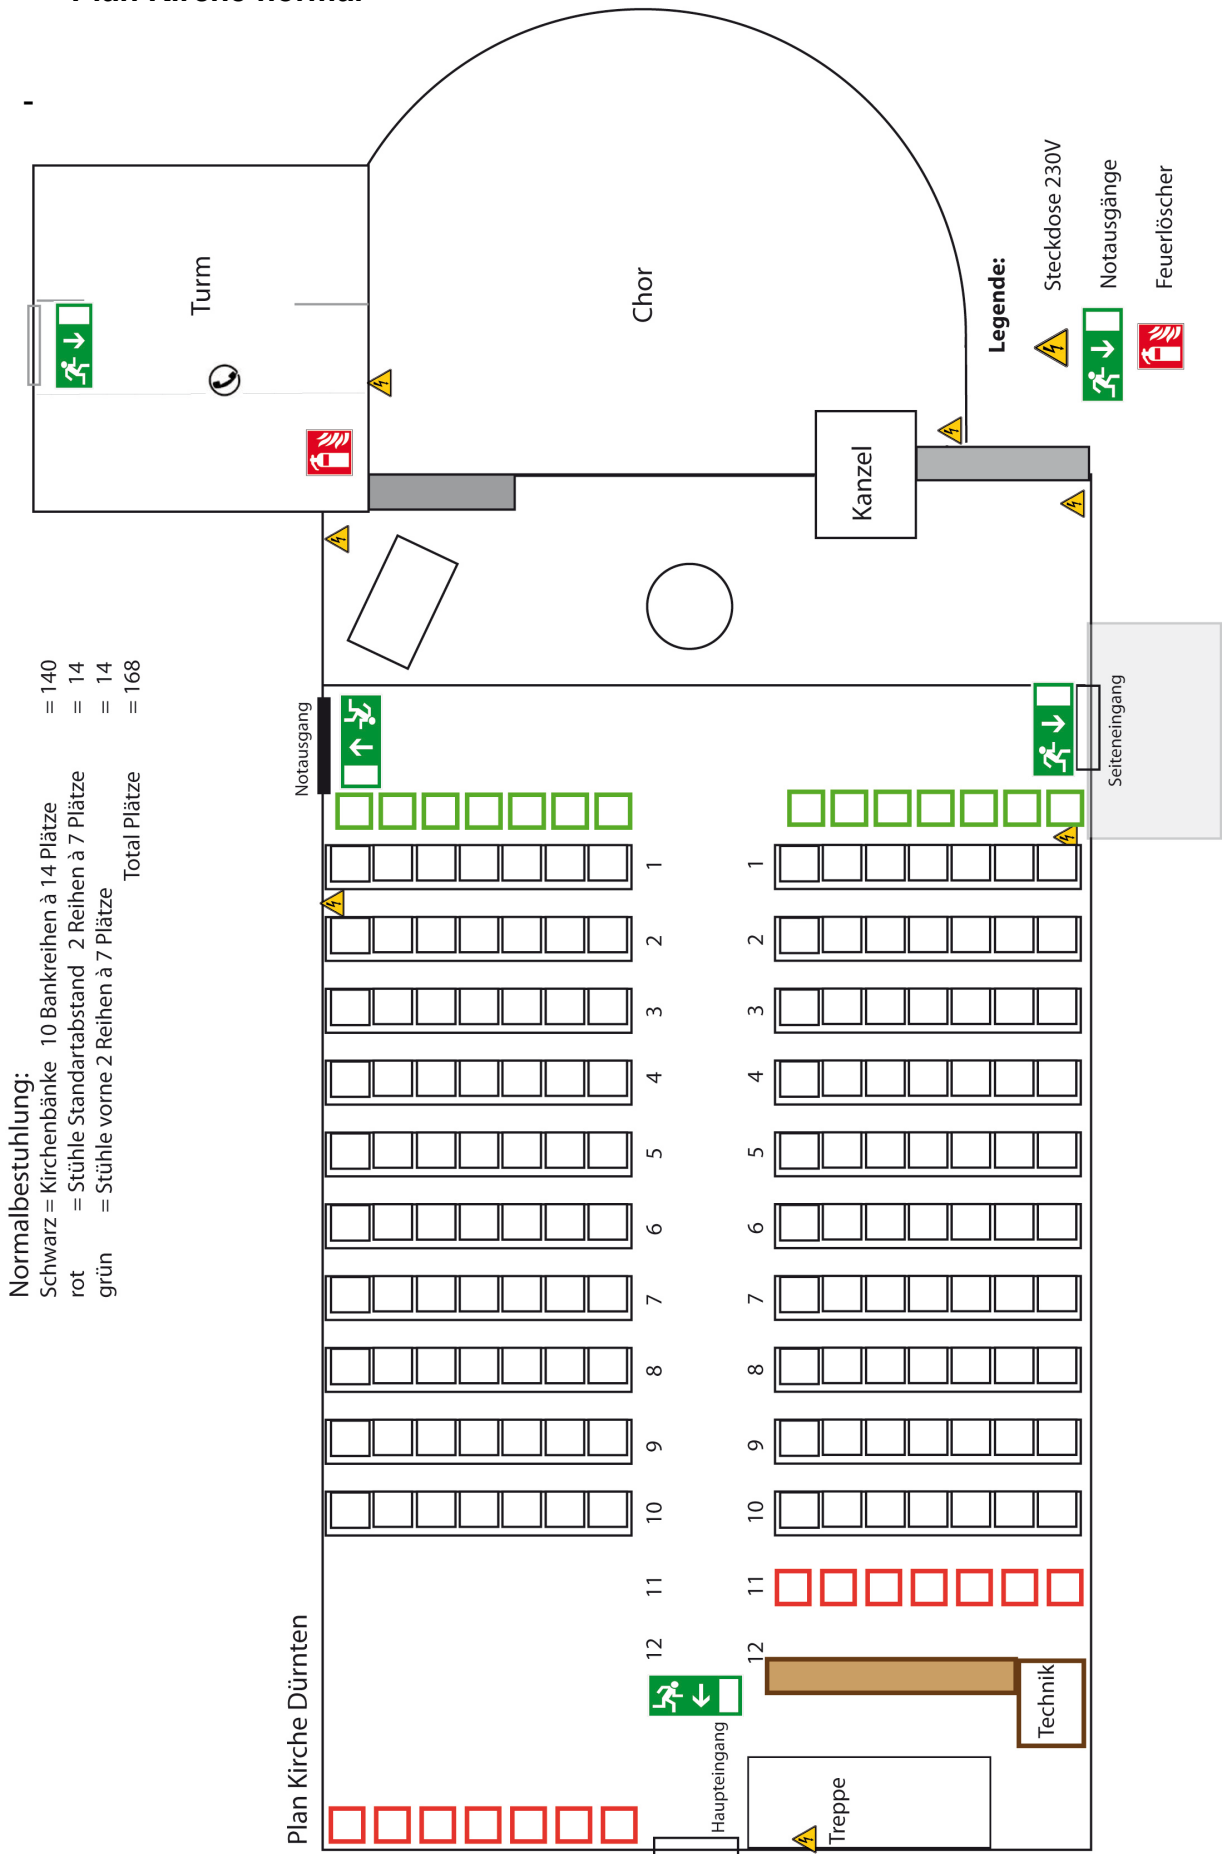 Plan Kirche normal
-
Normalbestuhlung:
Schwarz = Kirchenbänke 10 Bankreihen à 14 Plätze = 140
rot = Stühle Standartabstand 2 Reihen à 7 Plätze = 14
grün = Stühle vorne 2 Reihen à 7 Plätze = 14
Total Plätze = 168
Plan Kirche Dürnten
Turm
Chor
Kanzel
Legende:
Steckdose 230V
Notausgänge
Feuerlöscher
Notausgang
Seiteneingang
12 11 10 9 8 7 6 5 4 3 2 1
12 11 10 9 8 7 6 5 4 3 2 1
Haupteingang
Treppe
Technik